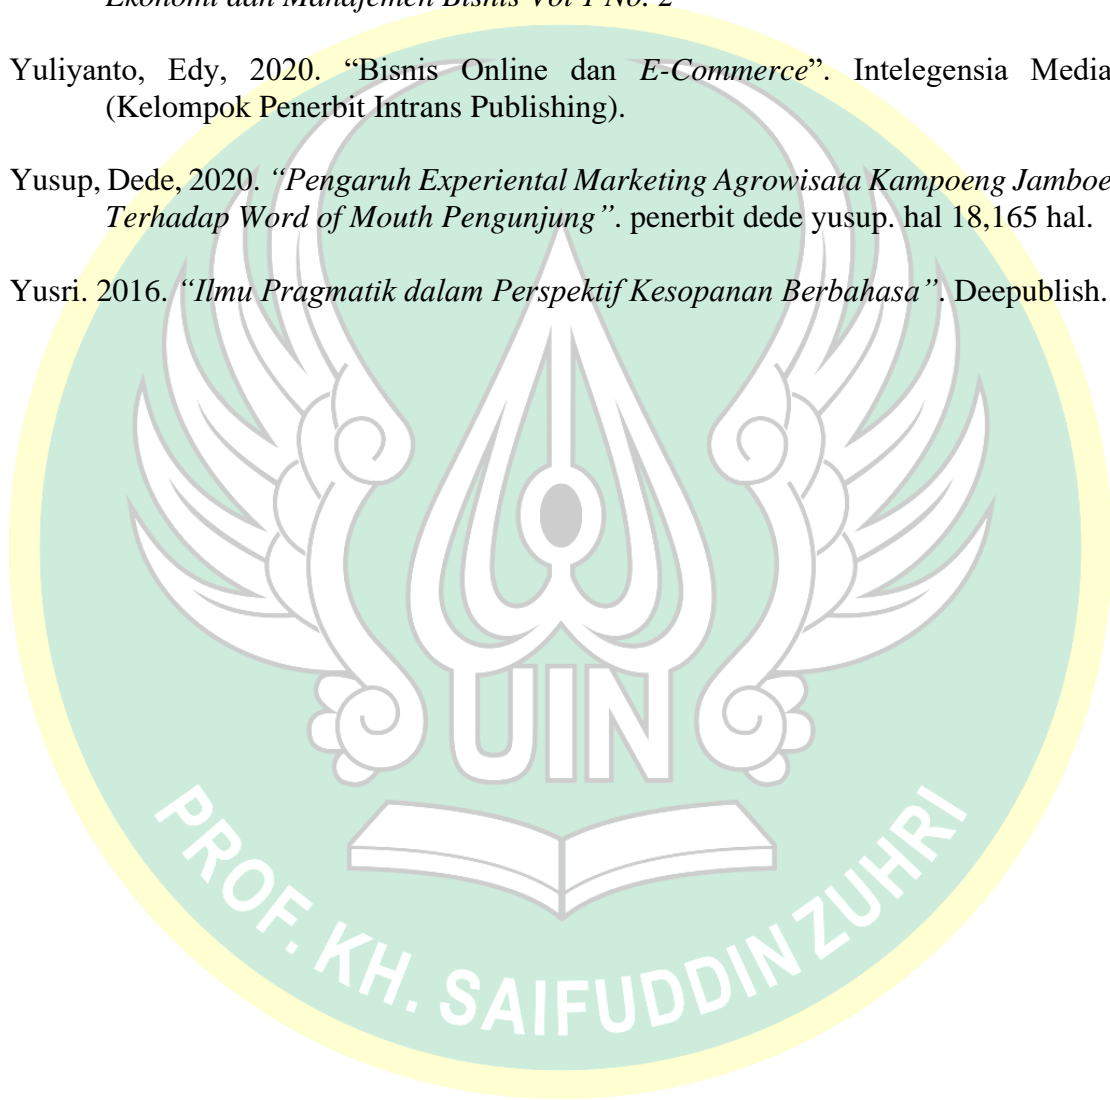 Ekonomi dan Manajemen Bisnis Vol 1 No. 2
Yuliyanto, Edy, 2020. “Bisnis Online dan E-Commerce”. Intelegensia Media
(Kelompok Penerbit Intrans Publishing).
Yusup, Dede, 2020. “Pengaruh Experiental Marketing Agrowisata Kampoeng Jamboe
Terhadap Word of Mouth Pengunjung”. penerbit dede yusup. hal 18,165 hal.
Yusri. 2016. “Ilmu Pragmatik dalam Perspektif Kesopanan Berbahasa”. Deepublish.
UIN
PROF. KH. SAIFUDDIN ZUHRI